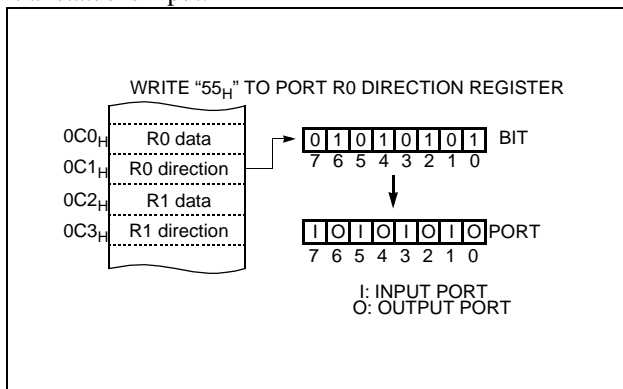 WRITE “55H” TO PORT R0 DIRECTION REGISTER
0C0H R0 data
0 1 0 1 0 1 0 1 BIT
7 6 5 4 3 2 1 0
0C1H R0 direction
0C2H R1 data
0C3H R1 direction
I O I O I O I O PORT
7 6 5 4 3 2 1 0
I: INPUT PORT
O: OUTPUT PORT